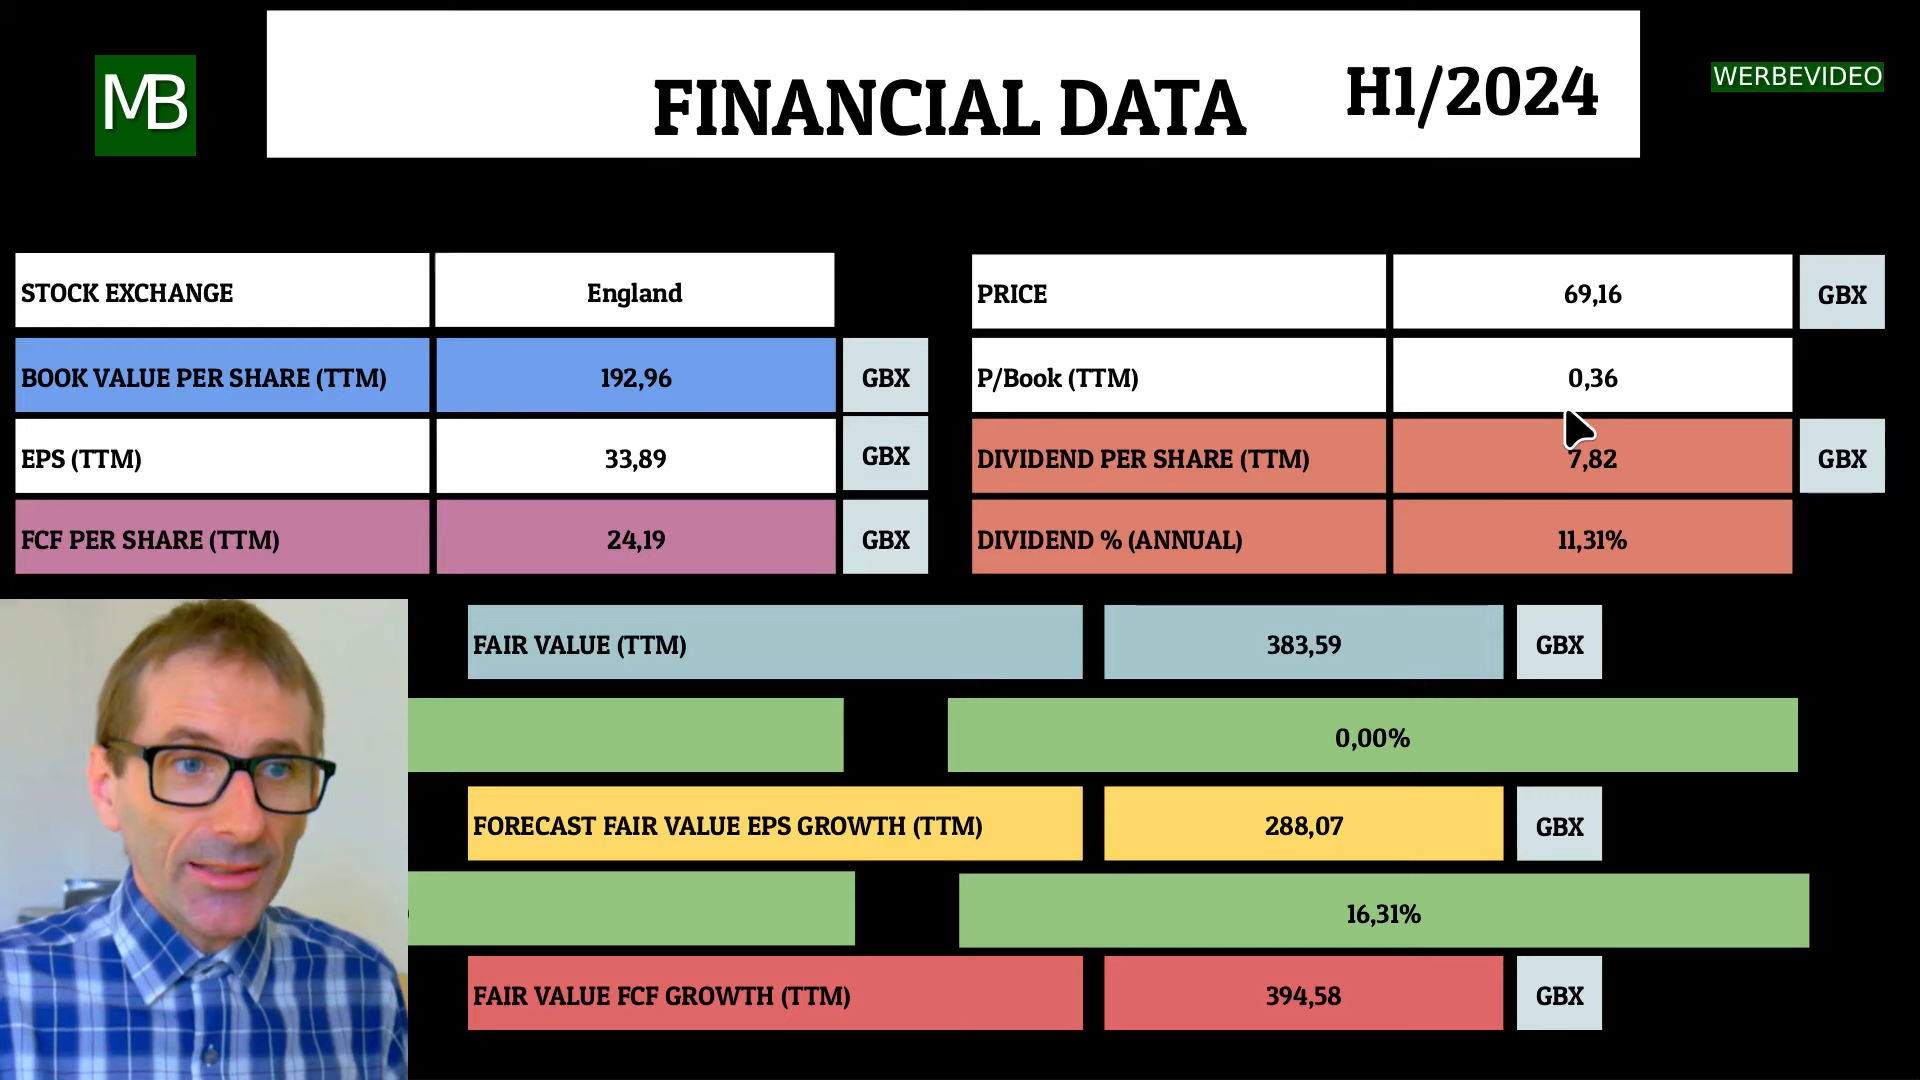 MB
FINANCIAL DATA
H1/2024
WERBEVIDEO
STOCK EXCHANGE England
PRICE 69,16 GBX
BOOK VALUE PER SHARE (TTM) 192,96 GBX
P/Book (TTM) 0,36
EPS (TTM) 33,89 GBX
DIVIDEND PER SHARE (TTM) 7,82 GBX
FCF PER SHARE (TTM) 24,19 GBX
DIVIDEND % (ANNUAL) 11,31%
FAIR VALUE (TTM) 383,59 GBX
0,00%
FORECAST FAIR VALUE EPS GROWTH (TTM) 288,07 GBX
16,31%
FAIR VALUE FCF GROWTH (TTM) 394,58 GBX